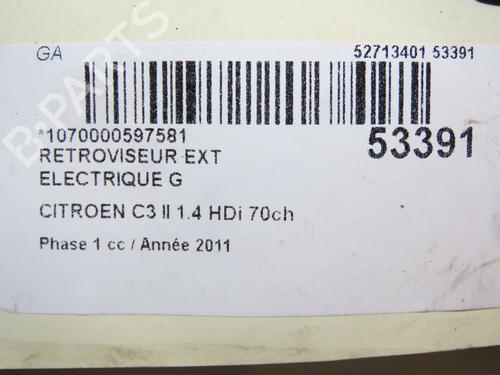 GA 52713401 53391
*1070000597581 53391
RETROVISEUR EXT
ELECTRIQUE G
CITROEN C3 II 1.4 HDi 70ch
Phase 1 cc / Année 2011
B-PARTS